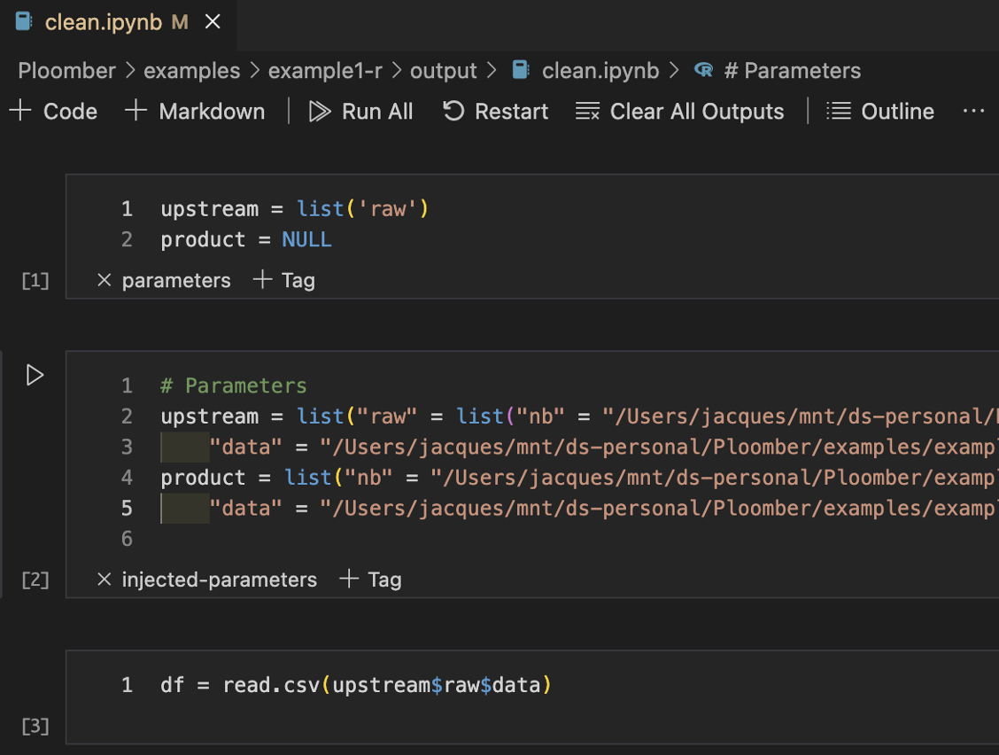 clean.ipynb M
Ploomber > examples > example1-r > output > clean.ipynb > # Parameters
+ Code + Markdown Run All Restart Clear All Outputs Outline ...
1 upstream = list('raw')
2 product = NULL
[1] × parameters + Tag
1 # Parameters
2 upstream = list("raw" = list("nb" = "/Users/jacques/mnt/ds-personal/
3 "data" = "/Users/jacques/mnt/ds-personal/Ploomber/examples/exampl
4 product = list("nb" = "/Users/jacques/mnt/ds-personal/Ploomber/exampl
5 "data" = "/Users/jacques/mnt/ds-personal/Ploomber/examples/exampl
6
[2] × injected-parameters + Tag
1 df = read.csv(upstream$raw$data)
[3]